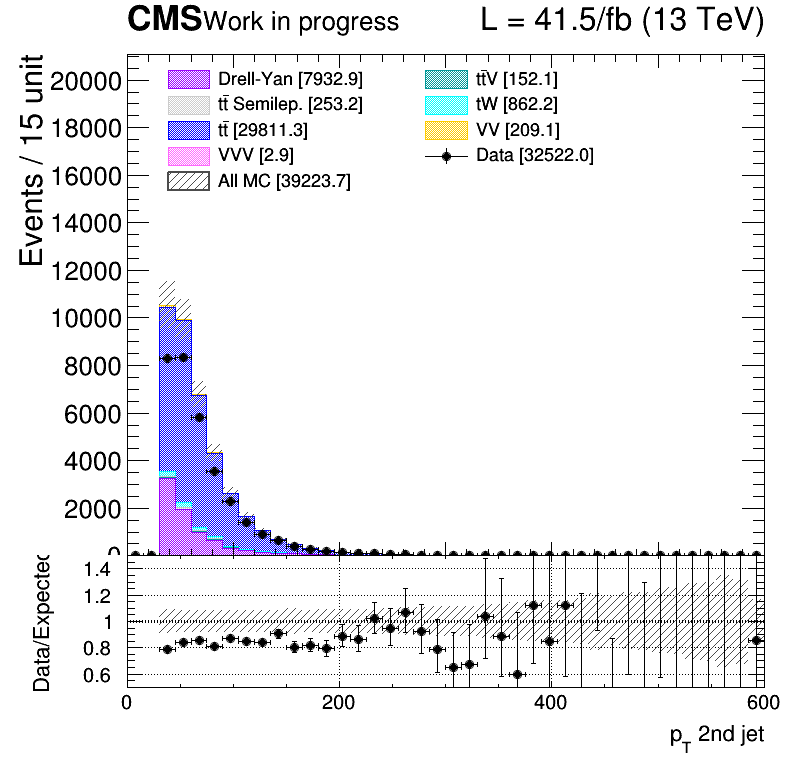 CMS Work in progress L = 41.5/fb (13 TeV)
Events / 15 unit
20000
18000
16000
14000
12000
10000
8000
6000
4000
2000
0
Drell-Yan [7932.9]
tt̄ Semilep. [253.2]
tt̄ [29811.3]
VVV [2.9]
All MC [39223.7]
tt̄V [152.1]
tW [862.2]
VV [209.1]
Data [32522.0]
Data/Expected
1.4
1.2
1
0.8
0.6
0 200 400 600
pT 2nd jet